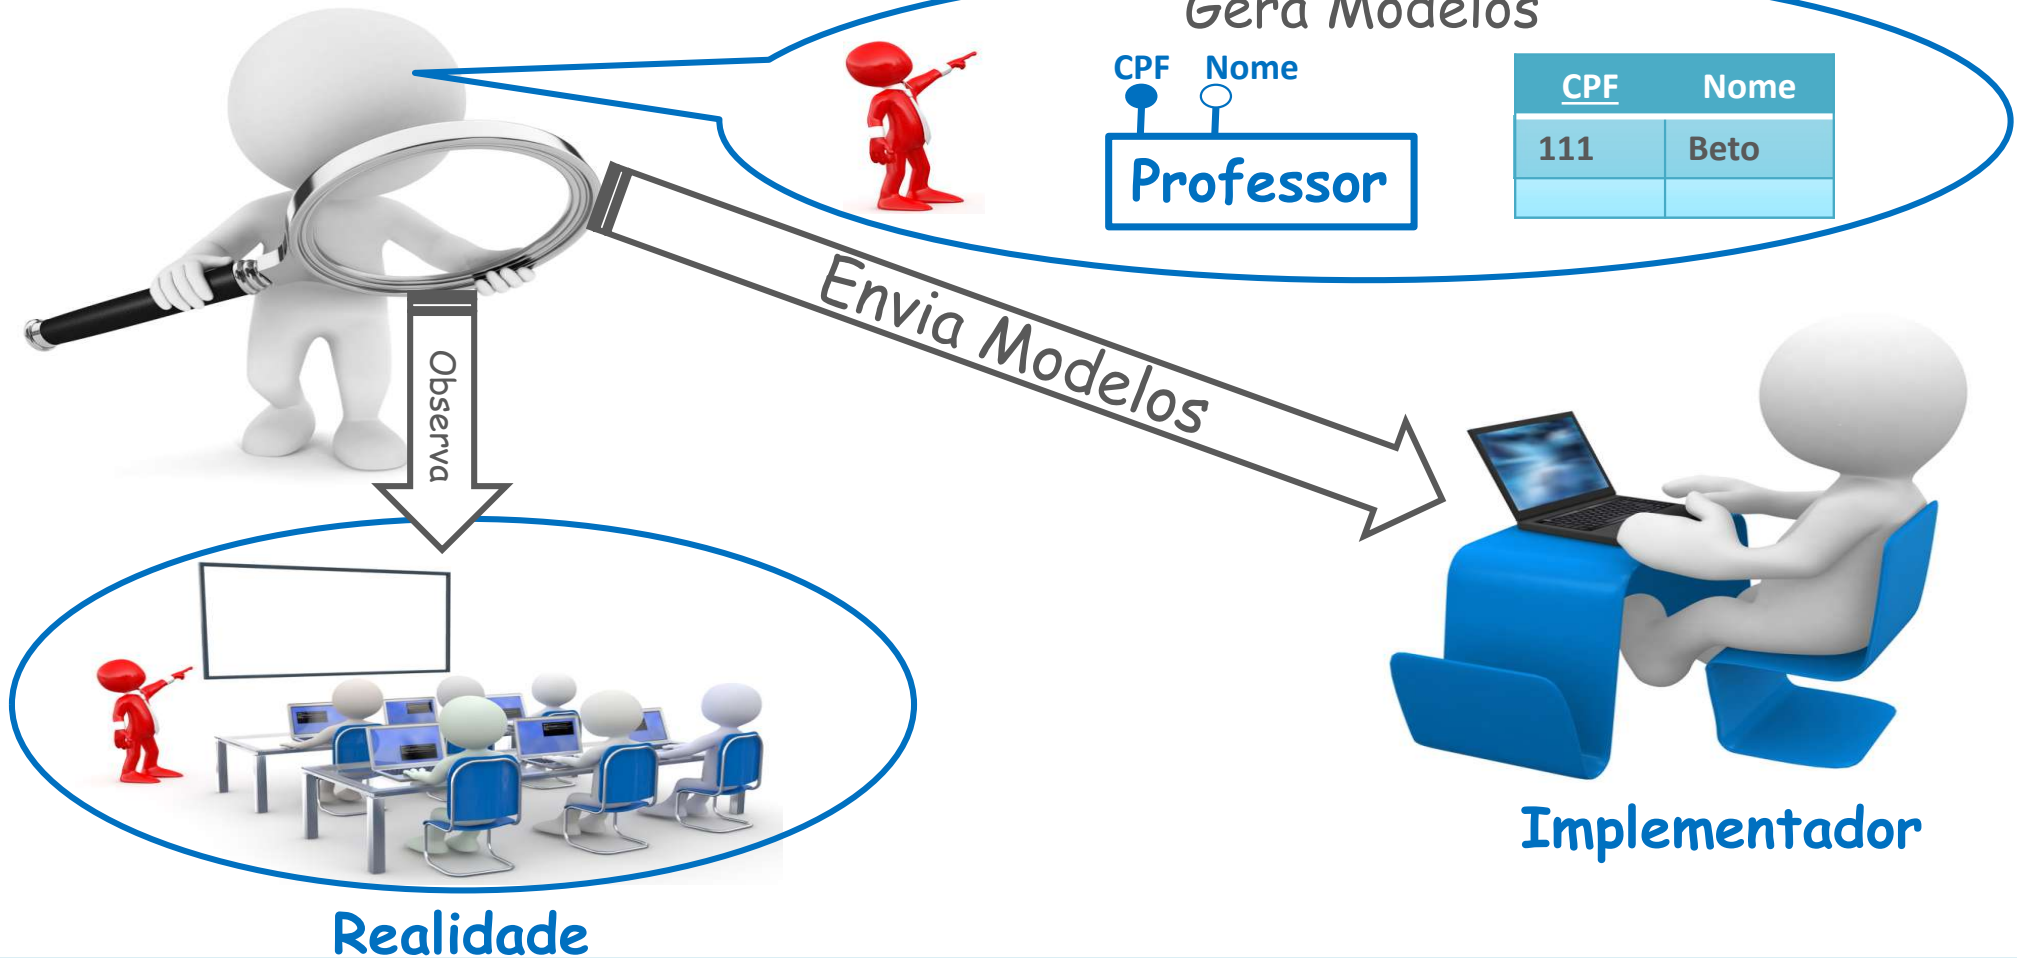 Gera Modelos
CPF Nome
Professor
CPF Nome
111 Beto
Envia Modelos
Observa
Implementador
Realidade